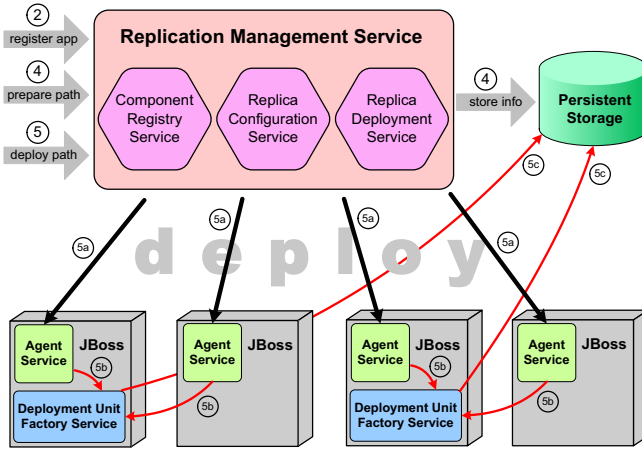 2
register app
4
prepare path
5
deploy path
Replication Management Service
Component
Registry
Service
Replica
Configuration
Service
Replica
Deployment
Service
4
store info
Persistent
Storage
5c
5c
5a
5a
5a
5a
deploy
Agent
Service
JBoss
5b
Deployment Unit
Factory Service
Agent
Service
JBoss
5b
Agent
Service
JBoss
5b
Deployment Unit
Factory Service
Agent
Service
JBoss
5b